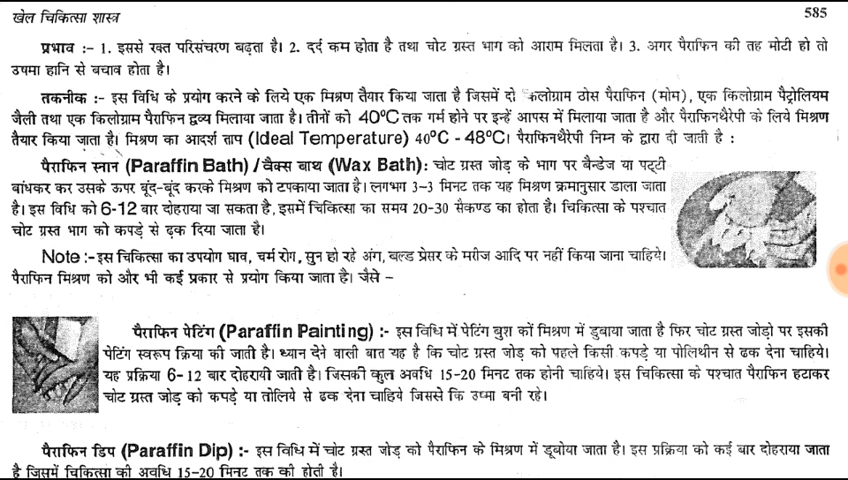 खेल चिकित्सा शास्त्र
585
प्रभाव :– 1. इससे रक्त परिसंचरण बढ़ता है। 2. दर्द कम होता है तथा चोट ग्रस्त भाग को आराम मिलता है। 3. अगर पैराफिन की तह मोटी हो तो
उषमा हानि से बचाव होता है।
तकनीक :– इस विधि के प्रयोग करने के लिये एक मिश्रण तैयार किया जाता है जिसमें दो कलोग्राम ठोस पैराफिन (मोम), एक किलोग्राम पैट्रोलियम
जैली तथा एक किलोग्राम पैराफिन द्रव्य मिलाया जाता है। तीनों को 40⁰C तक गर्म होने पर इन्हें आपस में मिलाया जाता है और पैराफिनथैरेपी के लिये मिश्रण
तैयार किया जाता है। मिश्रण का आदर्श ताप (Ideal Temperature) 40⁰C - 48⁰C। पैराफिनथैरेपी निम्न के द्वारा दी जाती है :
पैराफिन स्नान (Paraffin Bath) / वैक्स बाथ (Wax Bath): चोट ग्रस्त जोड़ के भाग पर बैन्डेज या पट्टी
बांधकर कर उसके ऊपर बूंद-बूंद करके मिश्रण को टपकाया जाता है। लगभग 3-3 मिनट तक यह मिश्रण क्रमानुसार डाला जाता
है। इस विधि को 6-12 बार दोहराया जा सकता है, इसमें चिकित्सा का समय 20-30 सैकण्ड का होता है। चिकित्सा के पश्चात
चोट ग्रस्त भाग को कपड़े से ढ़क दिया जाता है।
Note :–इस चिकित्सा का उपयोग घाव, चर्म रोग, सुन हो रहे अंग, बल्ड प्रेसर के मरीज आदि पर नहीं किया जाना चाहिये।
पैराफिन मिश्रण को और भी कई प्रकार से प्रयोग किया जाता है। जैसे –
पैराफिन पेटिंग (Paraffin Painting) :- इस विधि में पेटिंग बुश कों मिश्रण में डुबाया जाता है फिर चोट ग्रस्त जोड़ो पर इसकी
पेटिंग स्वरूप क्रिया की जाती है। ध्यान देने वाली बात यह है कि चोट ग्रस्त जोड़ को पहले किसी कपड़े या पोलिथीन से ढक देना चाहिये।
यह प्रक्रिया 6-12 बार दोहरायी जाती है। जिसकी कुल अवधि 15-20 मिनट तक होनी चाहिये। इस चिकित्सा के पश्चात पैराफिन हटाकर
चोट ग्रस्त जोड़ को कपड़े या तोलिये से ढक देना चाहिये जिससे कि उष्मा बनी रहे।
पैराफिन डिप (Paraffin Dip) :- इस विधि में चोट ग्रस्त जोड़ को पैराफिन के मिश्रण में डूबोया जाता है। इस प्रक्रिया को कई बार दोहराया जाता
है जिसमें चिकित्सा की अवधि 15-20 मिनट तक की होती है।